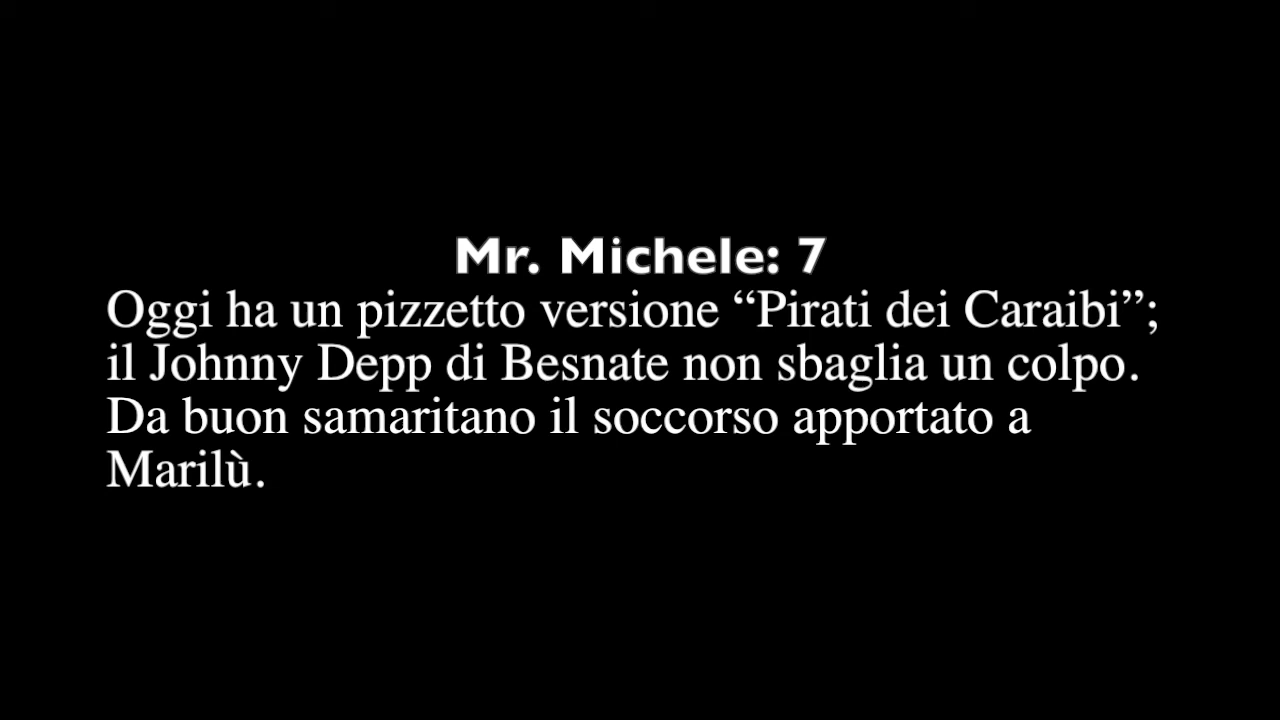 Mr. Michele: 7
Oggi ha un pizzetto versione “Pirati dei Caraibi”;
il Johnny Depp di Besnate non sbaglia un colpo.
Da buon samaritano il soccorso apportato a
Marilù.